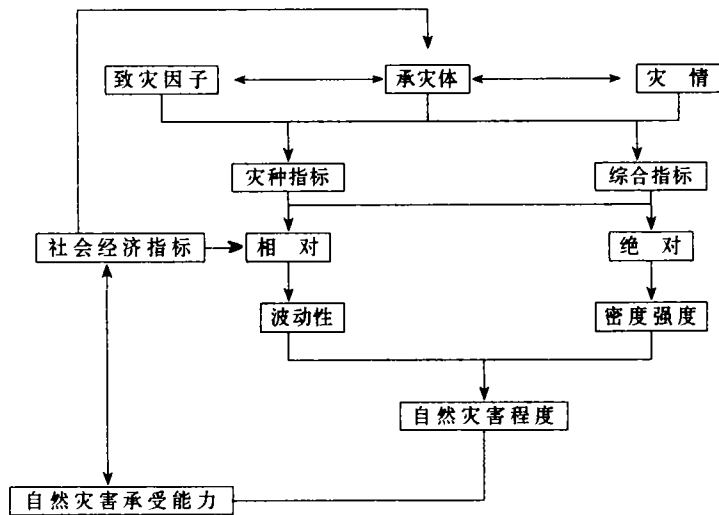 致灾因子 承灾体 灾 情
灾种指标 综合指标
社会经济指标 相 对 绝 对
波动性 密度强度
自然灾害程度
自然灾害承受能力